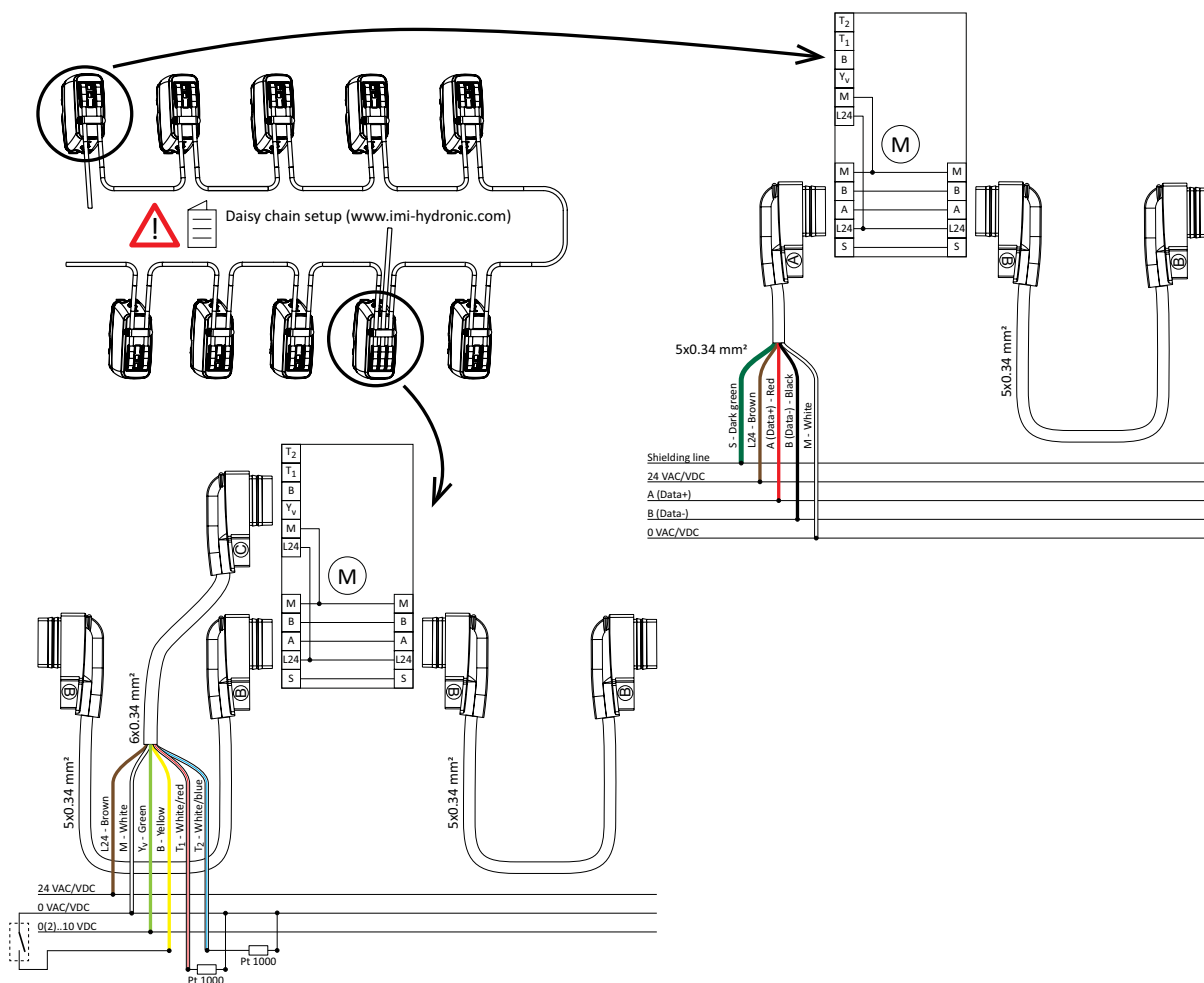 T2
T1
B
Yv
M
L24
M
M
M
B
B
A
A
L24
L24
S
S
Daisy chain setup (www.imi-hydronic.com)
A
B
B
5x0.34 mm²
5x0.34 mm²
S - Dark green
L24 - Brown
A (Data+) - Red
B (Data-) - Black
M - White
Shielding line
24 VAC/VDC
A (Data+)
B (Data-)
0 VAC/VDC
T2
T1
B
Yv
M
L24
C
M
M
M
B
B
A
A
L24
L24
S
S
B
B
B
B
6x0.34 mm²
5x0.34 mm²
5x0.34 mm²
L24 - Brown
M - White
Yv - Green
B - Yellow
T1 - White/red
T2 - White/blue
24 VAC/VDC
0 VAC/VDC
0(2)..10 VDC
Pt 1000
Pt 1000